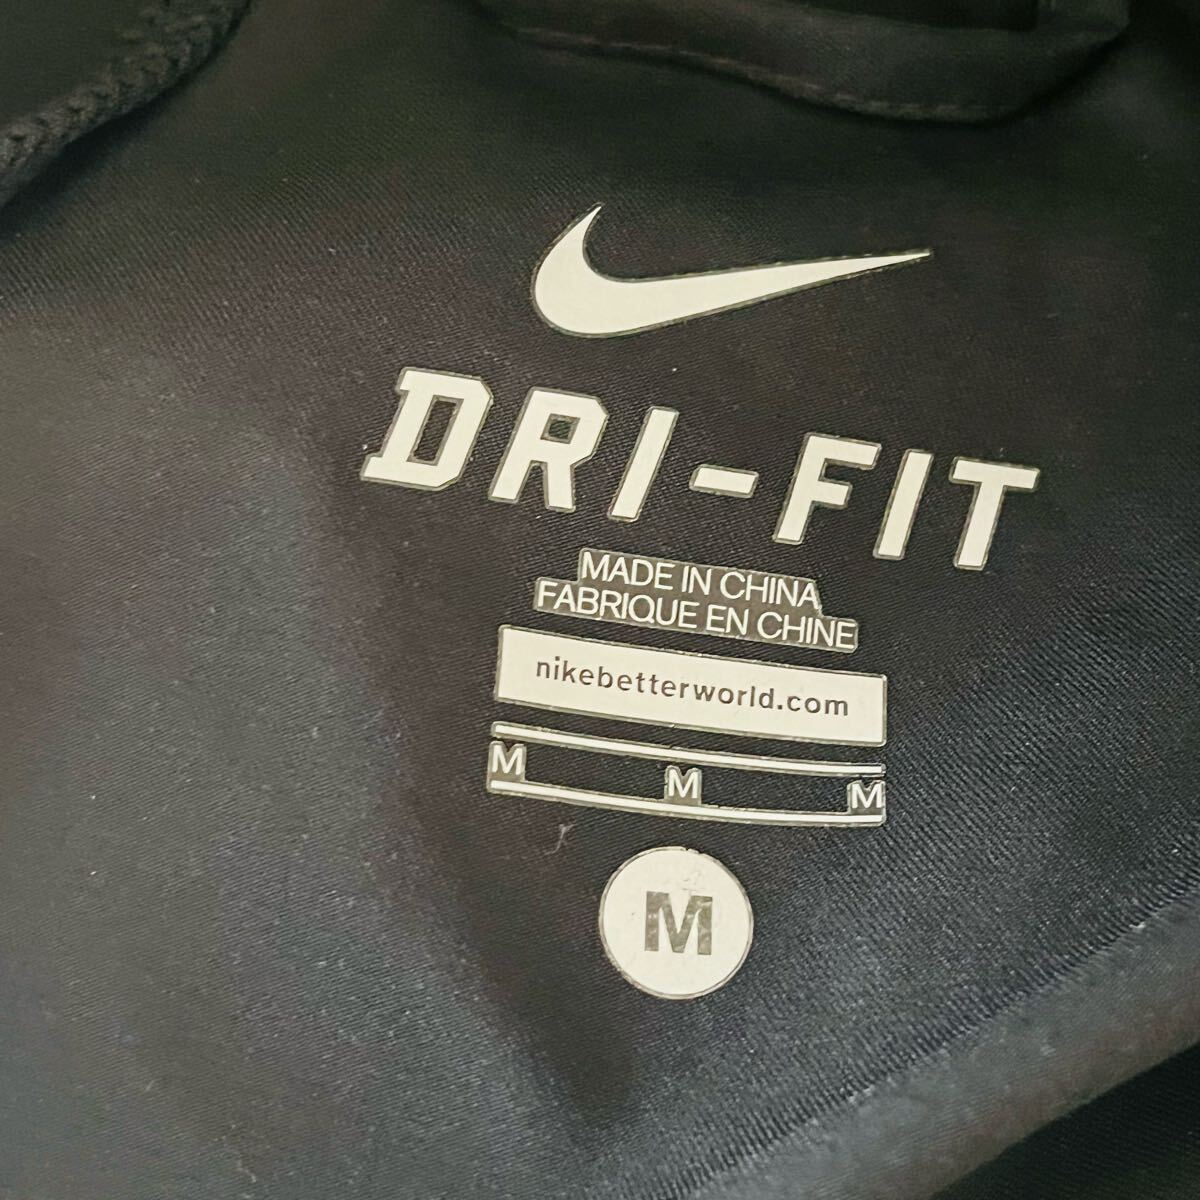 DRI-FIT
MADE IN CHINA
FABRIQUE EN CHINE
nikebetterworld.com
M M M
M